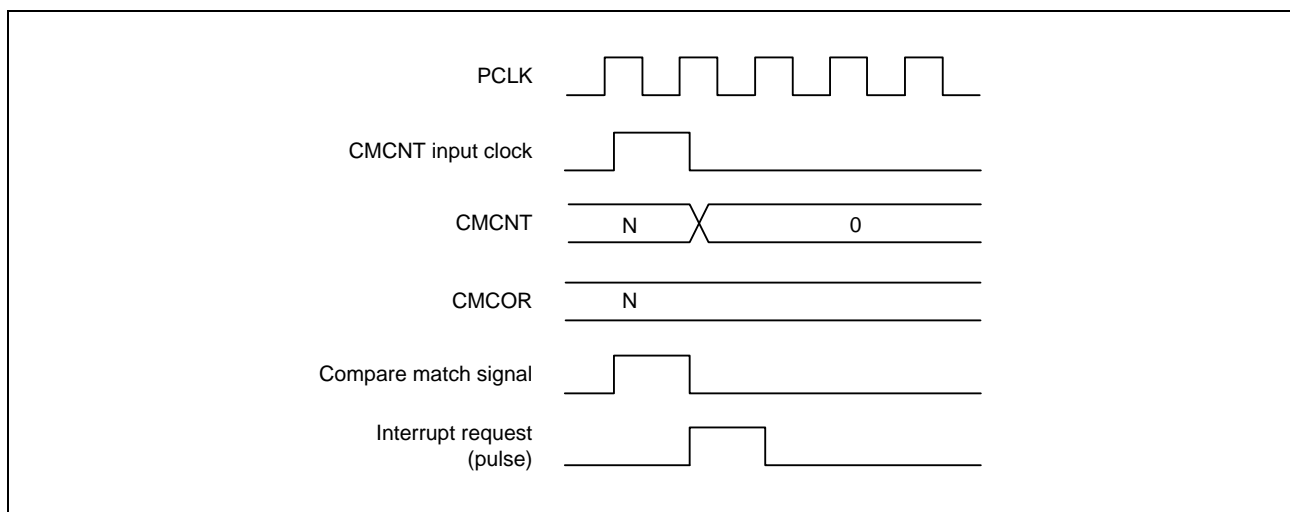 PCLK
CMCNT input clock
CMCNT
N
0
CMCOR
N
Compare match signal
Interrupt request
(pulse)